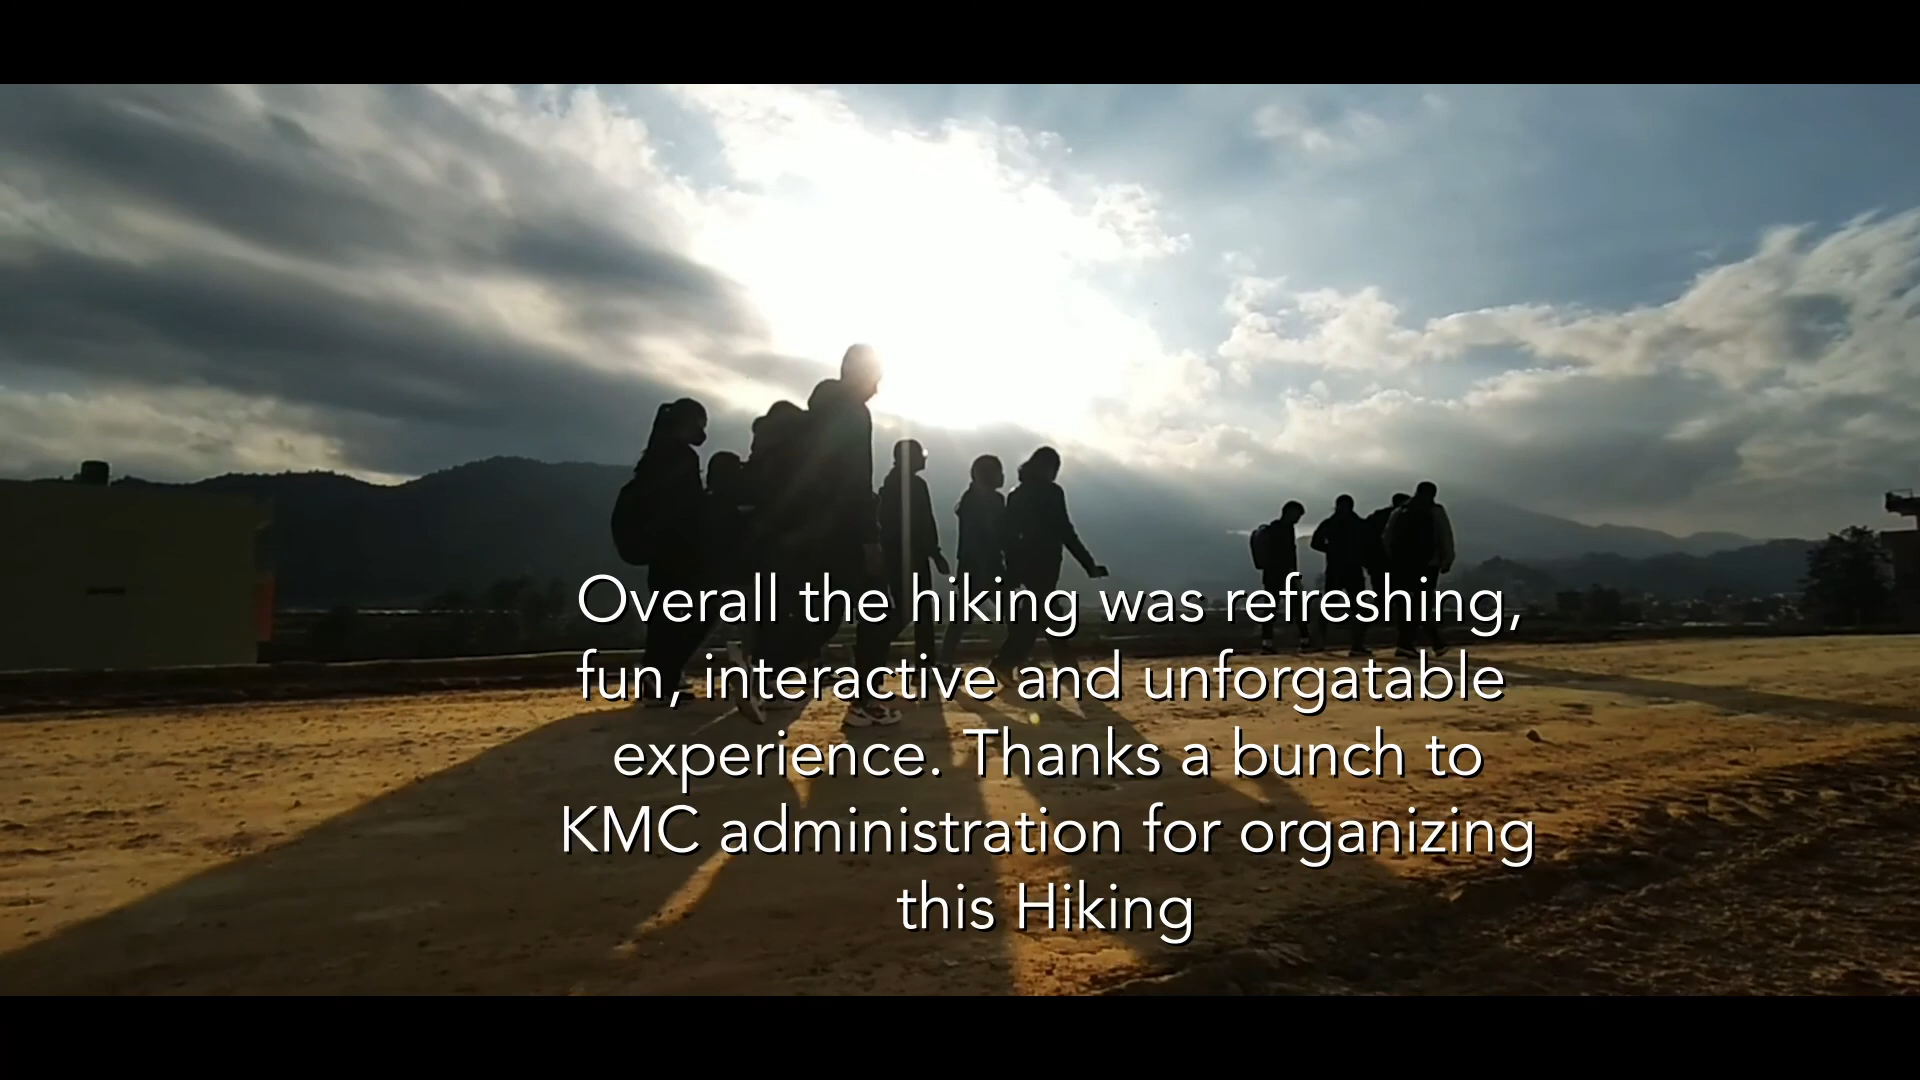 Overall the hiking was refreshing,
fun, interactive and unforgatable
experience. Thanks a bunch to
KMC administration for organizing
this Hiking